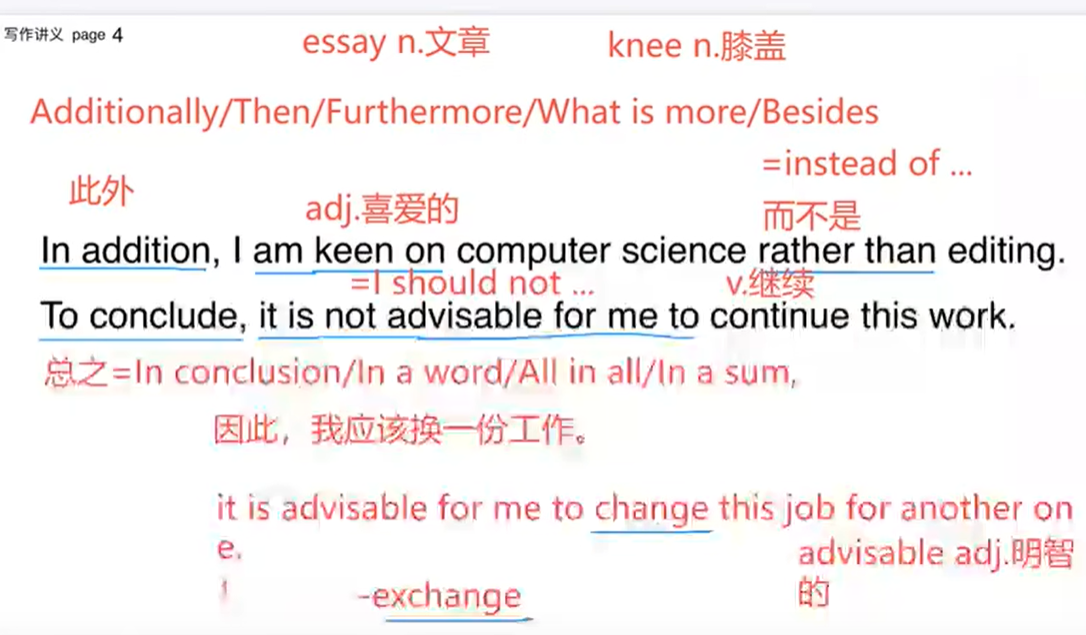 写作讲义 page 4
essay n.文章 knee n.膝盖
Additionally/Then/Furthermore/What is more/Besides
=instead of ...
此外 adj.喜爱的 而不是
In addition, I am keen on computer science rather than editing.
=I should not ... v.继续
To conclude, it is not advisable for me to continue this work.
总之=In conclusion/In a word/All in all/In a sum,
因此，我应该换一份工作。
it is advisable for me to change this job for another on
e.
advisable adj.明智
的
-exchange